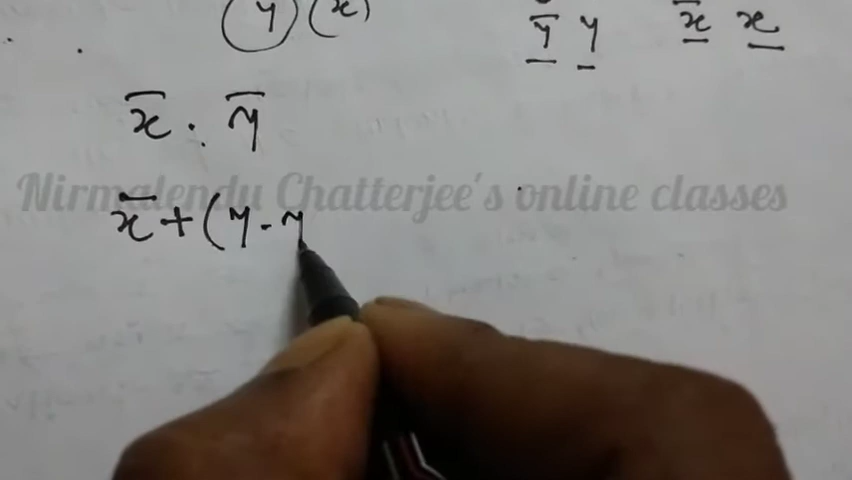 (y) (x) y̅ y x̅ x
x̅ . y̅
Nirmalendu Chatterjee's online classes
x̅ + (y . y